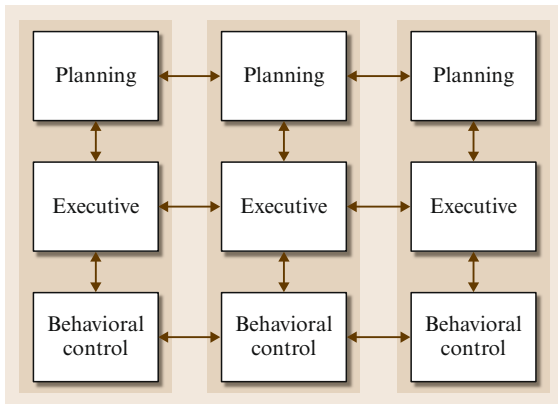 Planning
Planning
Planning
Executive
Executive
Executive
Behavioral
control
Behavioral
control
Behavioral
control